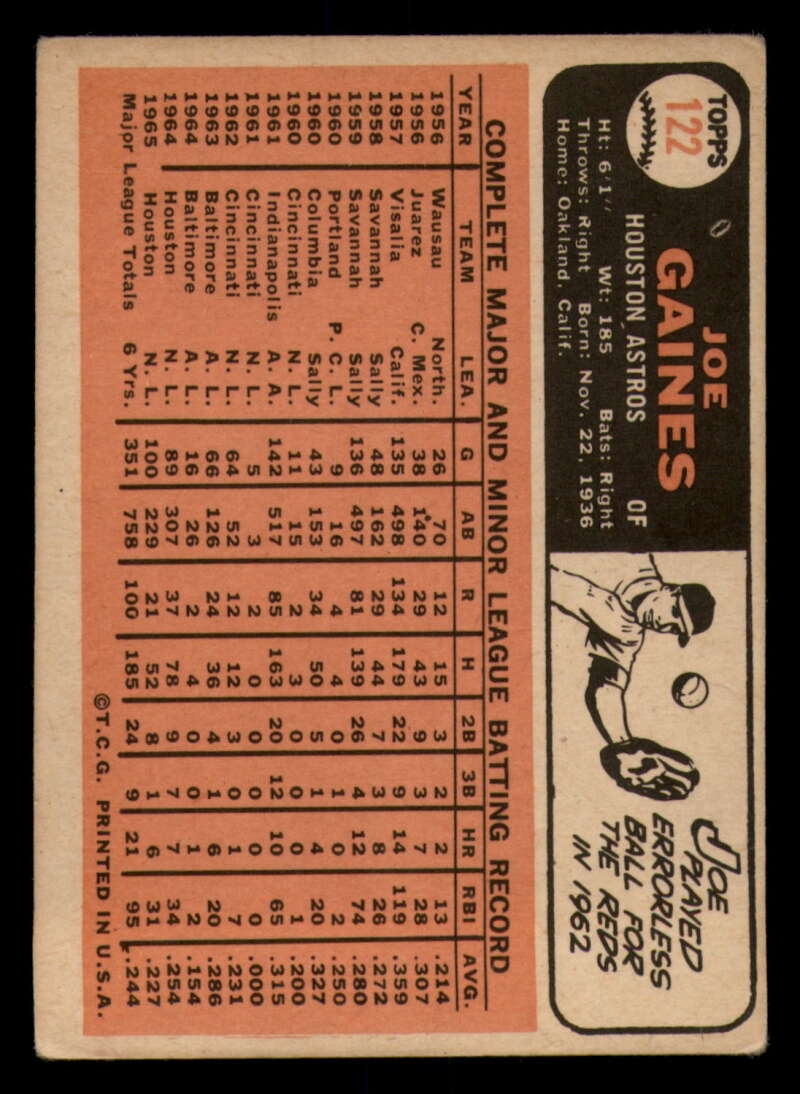 TOPPS
122
JOE
GAINES
HOUSTON ASTROS OF
Ht: 6'1" Wt: 185 Bats: Right
Throws: Right Born: Nov. 22, 1936
Home: Oakland, Calif.
JOE
PLAYED
ERRORLESS
BALL FOR
THE REDS
IN 1962
COMPLETE MAJOR AND MINOR LEAGUE BATTING RECORD
YEAR TEAM LEA. G AB R H 2B 3B HR RBI AVG.
1956 Wausau North. 26 70 12 15 3 2 2 13 .214
1956 Juarez C. Mex. 38 140 29 43 9 3 7 28 .307
1957 Visalia Calif. 135 498 134 179 22 9 14 119 .359
1958 Savannah Sally 48 162 29 44 7 3 8 26 .272
1959 Savannah Sally 136 497 81 139 26 4 12 74 .280
1960 Portland P. C. L. 9 16 4 4 0 1 0 2 .250
1960 Columbia Sally 43 153 34 50 5 1 4 20 .327
1960 Cincinnati N. L. 11 15 2 3 0 0 0 1 .200
1961 Indianapolis A. A. 142 517 85 163 20 12 10 65 .315
1961 Cincinnati N. L. 5 3 2 0 0 0 0 0 .000
1962 Cincinnati N. L. 64 52 12 12 3 0 1 7 .231
1963 Baltimore A. L. 66 126 24 36 4 1 6 20 .286
1964 Baltimore A. L. 16 26 2 4 0 0 1 2 .154
1964 Houston N. L. 89 307 37 78 9 7 7 34 .254
1965 Houston N. L. 100 229 21 52 8 1 6 31 .227
Major League Totals 6 Yrs. 351 758 100 185 24 9 21 95 .244
©T.C.G. PRINTED IN U.S.A.